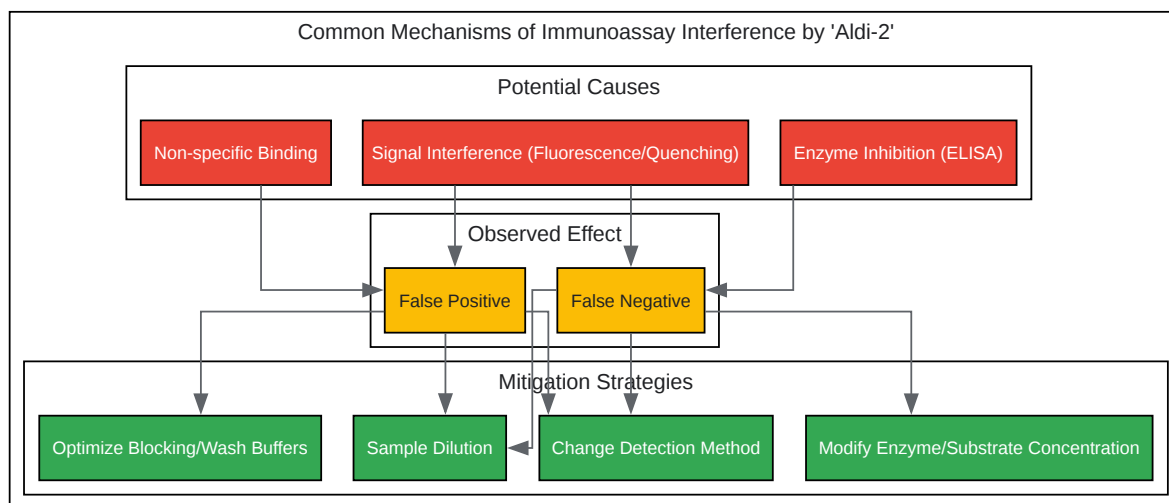 Common Mechanisms of Immunoassay Interference by 'Aldi-2'
Potential Causes
Non-specific Binding
Signal Interference (Fluorescence/Quenching)
Enzyme Inhibition (ELISA)
Observed Effect
False Positive
False Negative
Mitigation Strategies
Optimize Blocking/Wash Buffers
Sample Dilution
Change Detection Method
Modify Enzyme/Substrate Concentration